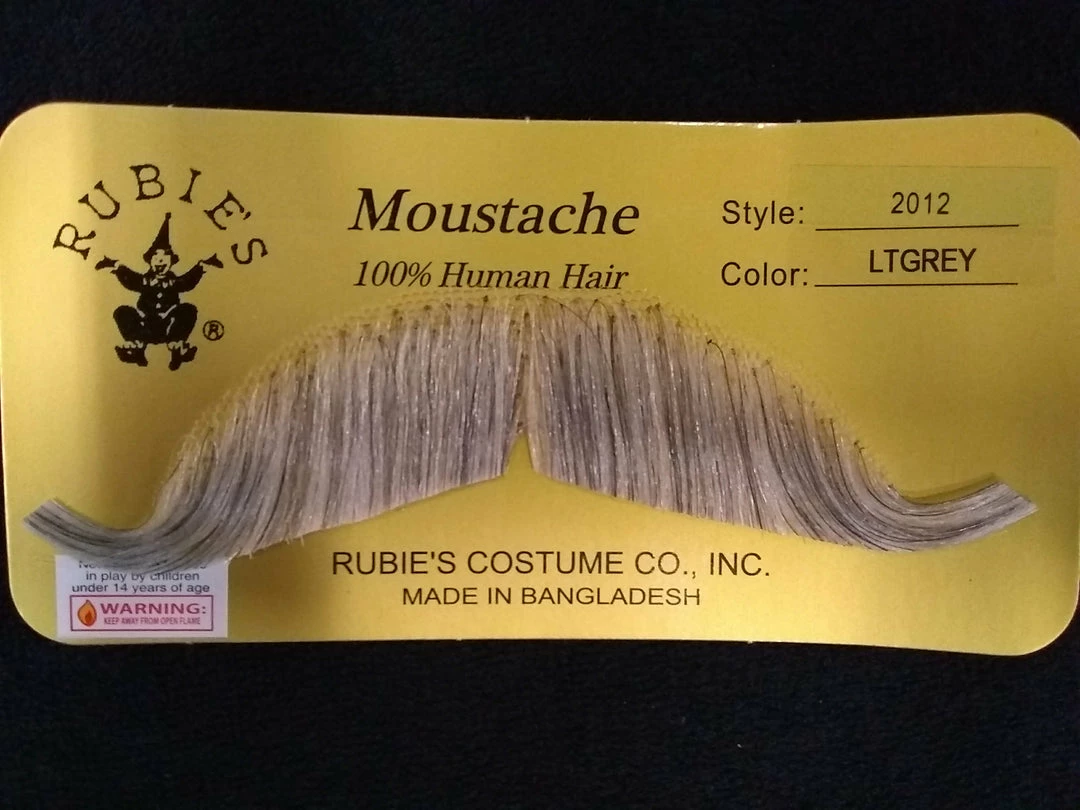 RUBIE'S
®
Moustache
100% Human Hair
Style: 2012
Color: LTGREY
RUBIE'S COSTUME CO., INC.
MADE IN BANGLADESH
in play by children
under 14 years of age
WARNING:
KEEP AWAY FROM OPEN FLAME